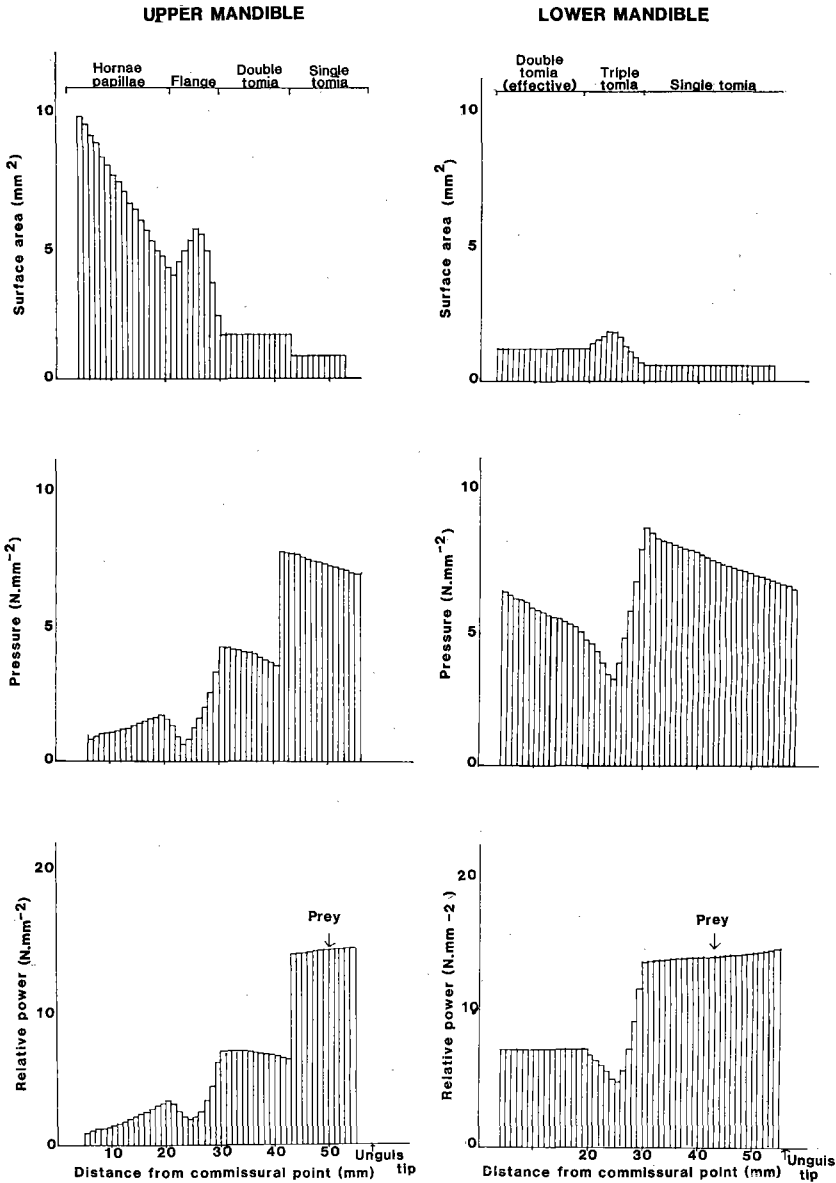 UPPER MANDIBLE
Hornae
papillae
Flange
Double
tomia
Single
tomia
10
5
0
Surface area (mm²)
LOWER MANDIBLE
Double
tomia
(effective)
Triple
tomia
Single tomia
10
5
0
Surface area (mm²)
10
5
0
Pressure (N.mm⁻²)
10
5
0
Pressure (N.mm⁻²)
20
10
0
Relative power (N.mm⁻²)
Prey
10 20 30 40 50 Unguis
tip
Distance from commissural point (mm)
20
10
0
Relative power (N.mm -2)
Prey
10 20 30 40 50 Unguis
tip
Distance from commissural point (mm)